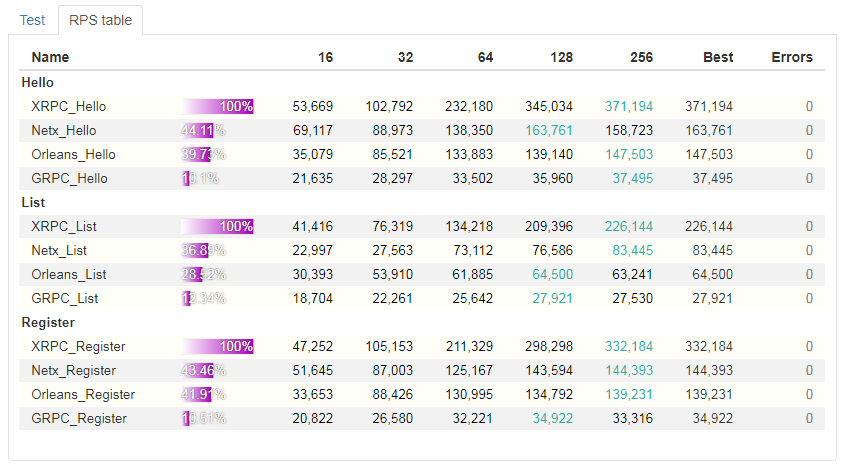 Test RPS table
Name 16 32 64 128 256 Best Errors
Hello
XRPC_Hello 100% 53,669 102,792 232,180 345,034 371,194 371,194 0
Netx_Hello 44.11% 69,117 88,973 138,350 163,761 158,723 163,761 0
Orleans_Hello 39.73% 35,079 85,521 133,883 139,140 147,503 147,503 0
GRPC_Hello 10.1% 21,635 28,297 33,502 35,960 37,495 37,495 0
List
XRPC_List 100% 41,416 76,319 134,218 209,396 226,144 226,144 0
Netx_List 36.89% 22,997 27,563 73,112 76,586 83,445 83,445 0
Orleans_List 28.52% 30,393 53,910 61,885 64,500 63,241 64,500 0
GRPC_List 12.34% 18,704 22,261 25,642 27,921 27,530 27,921 0
Register
XRPC_Register 100% 47,252 105,153 211,329 298,298 332,184 332,184 0
Netx_Register 43.46% 51,645 87,003 125,167 143,594 144,393 144,393 0
Orleans_Register 41.91% 33,653 88,426 130,995 134,792 139,231 139,231 0
GRPC_Register 10.51% 20,822 26,580 32,221 34,922 33,316 34,922 0